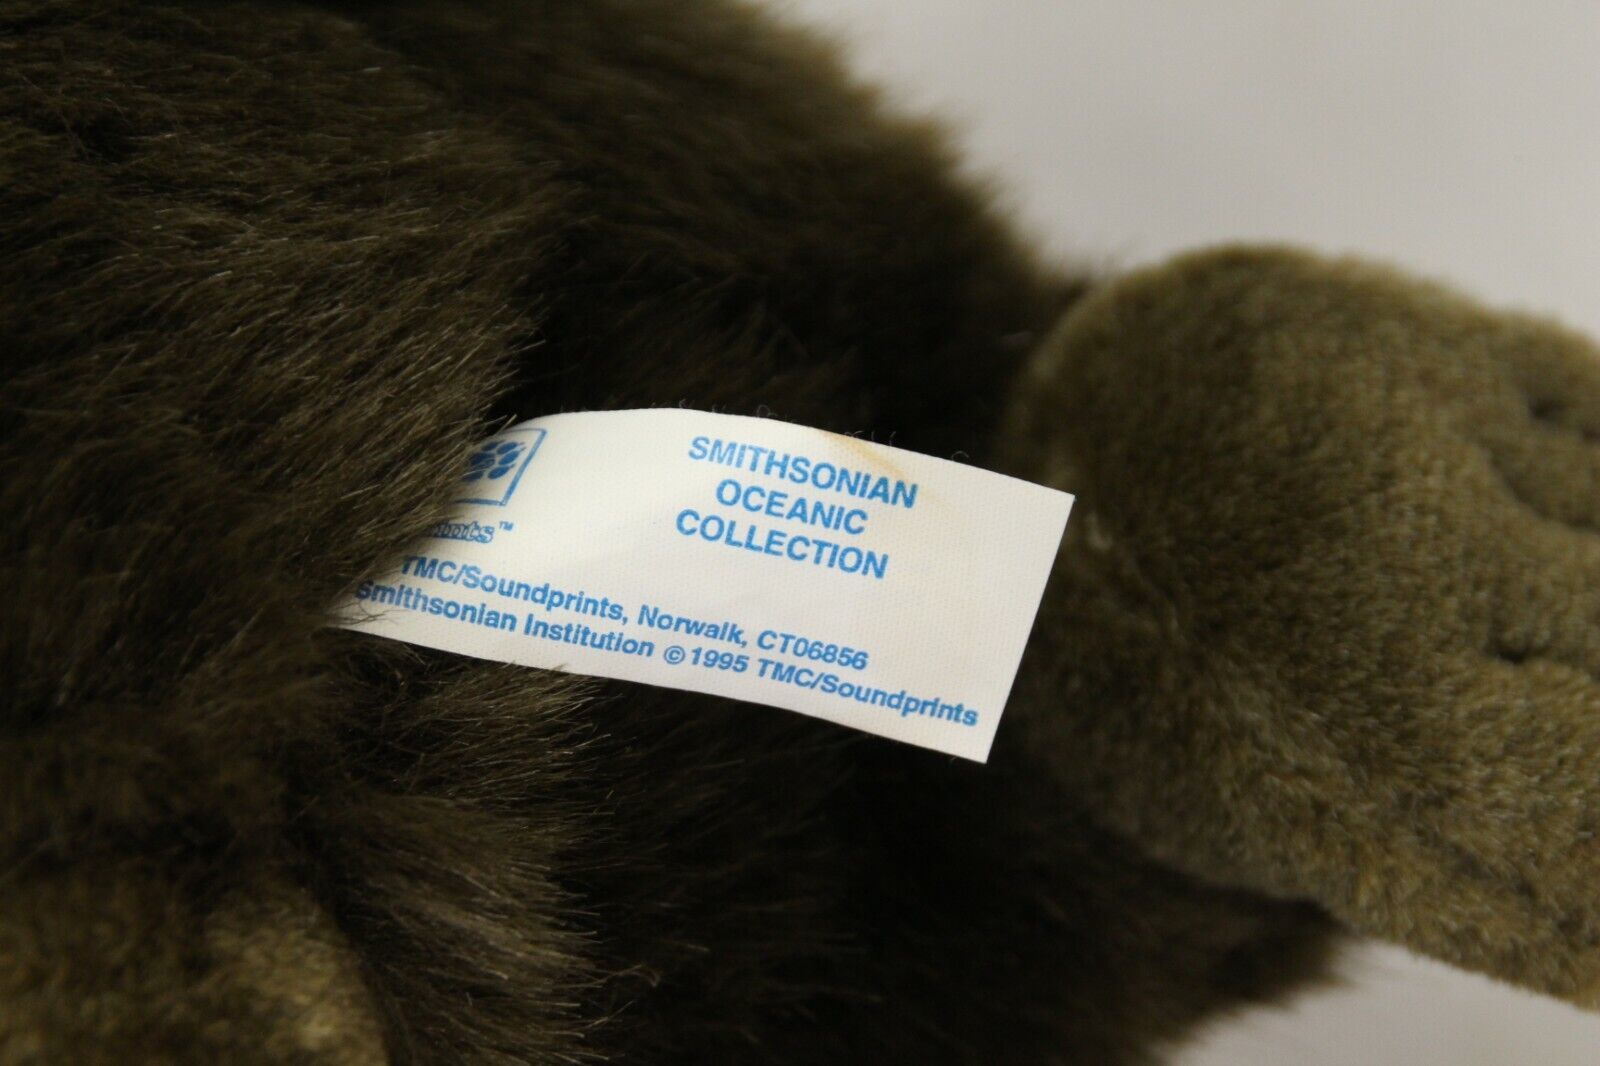 SMITHSONIAN
OCEANIC
COLLECTION
TMC/Soundprints, Norwalk, CT06856
Smithsonian Institution © 1995 TMC/Soundprints